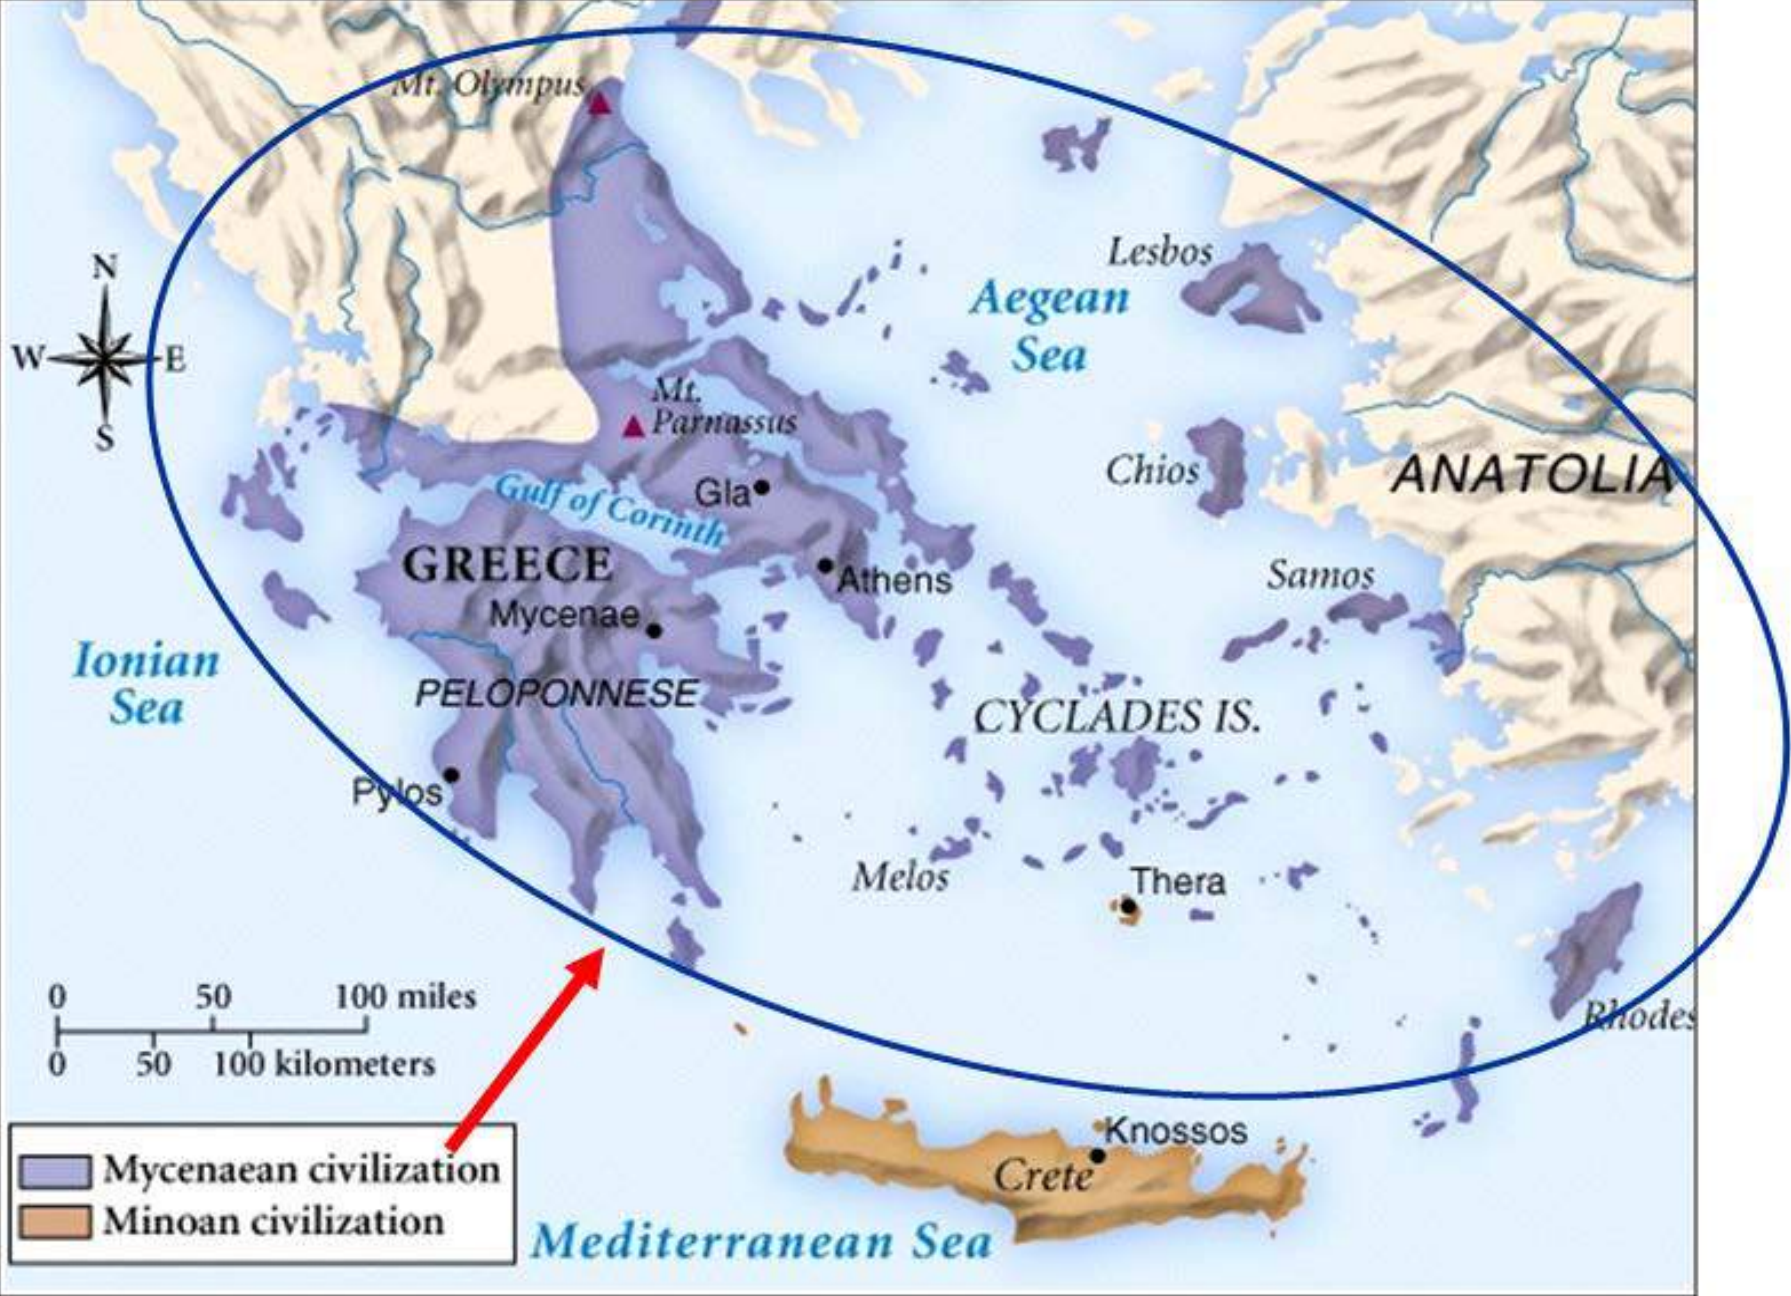 Mt. Olympus
N
W
E
S
Lesbos
Aegean
Sea
Mt.
Parnassus
Chios
ANATOLIA
Gla
Gulf of Corinth
GREECE
Athens
Samos
Mycenae
Ionian
Sea
PELOPONNESE
CYCLADES IS.
Pylos
Melos
Thera
Rhodes
0 50 100 miles
0 50 100 kilometers
Knossos
Crete
Mycenaean civilization
Minoan civilization
Mediterranean Sea